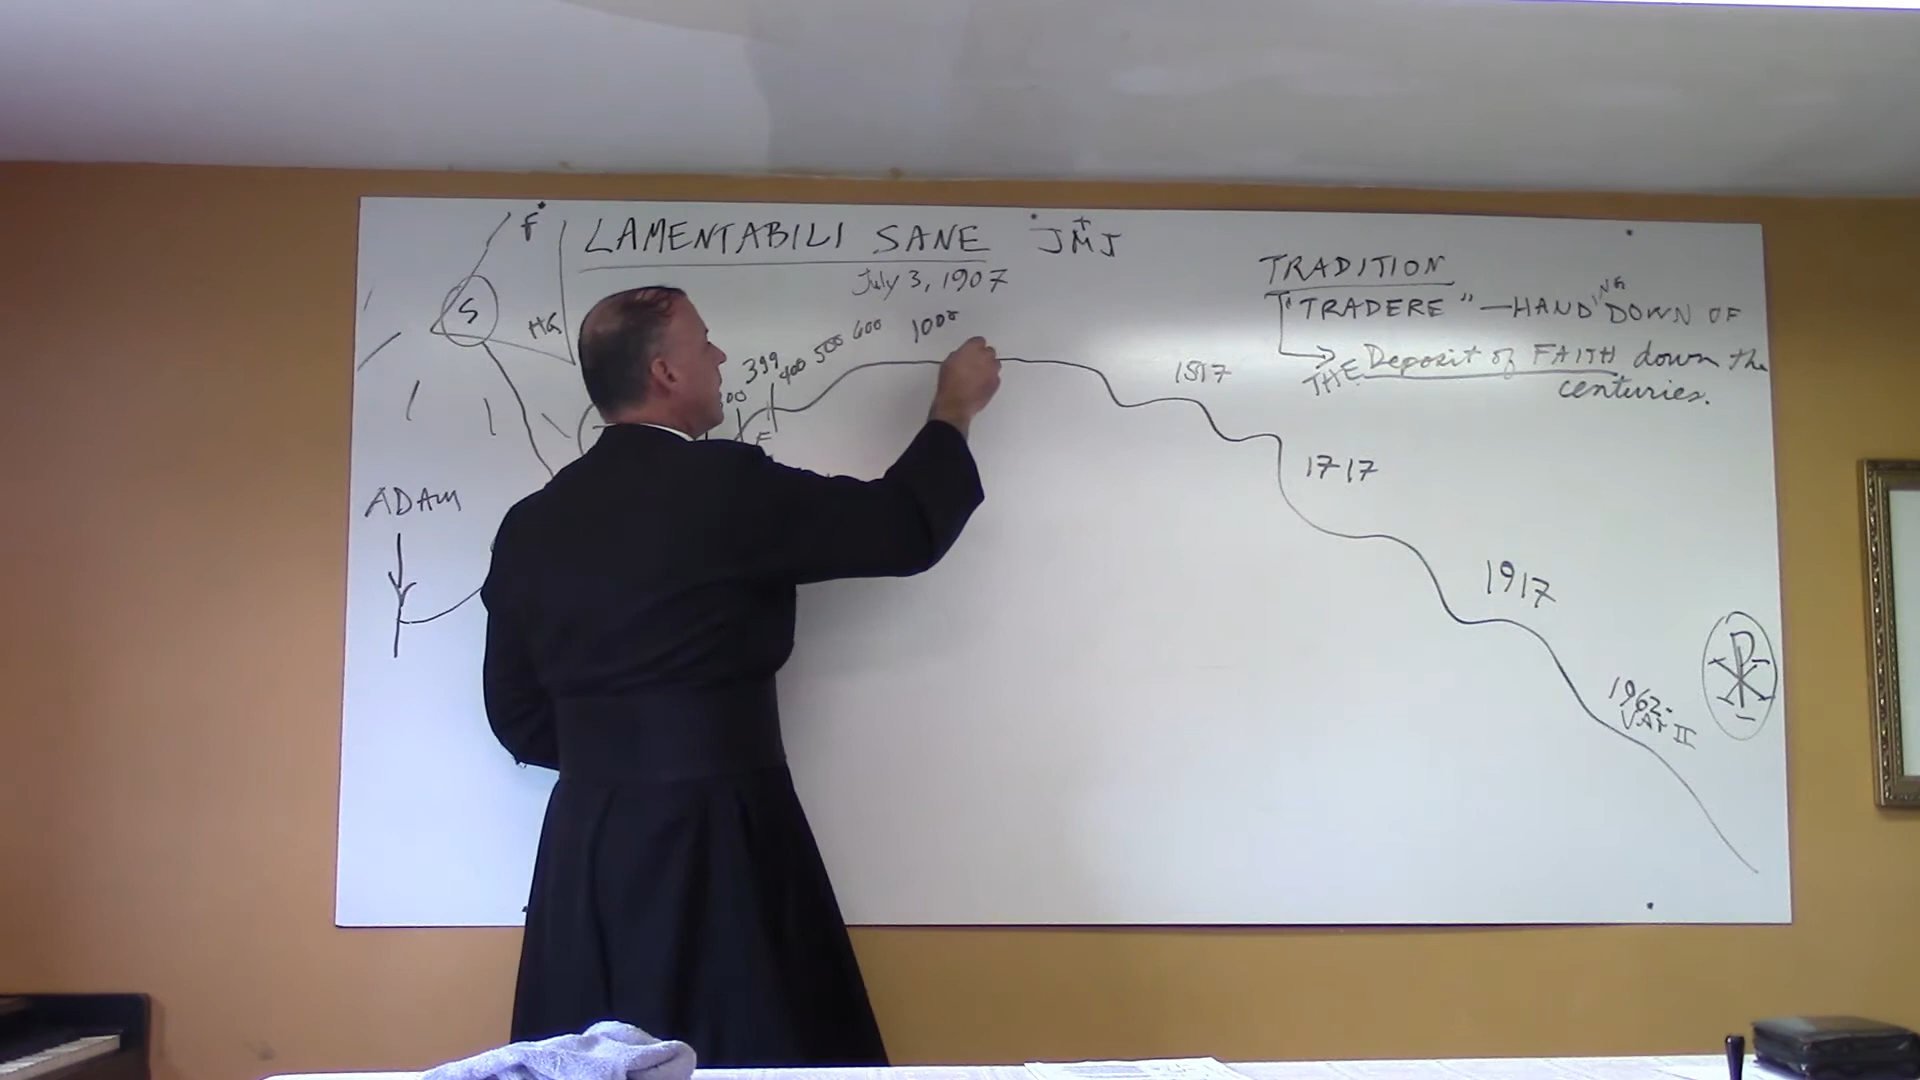 F
LAMENTABILI SANE JMJ
July 3, 1907
S
HG
TRADITION
"TRADERE" — HANDING DOWN OF
THE Deposit of FAITH down the
centuries.
399
400
500
600
1000
1517
ADAM
1717
1917
1962-
VAT II